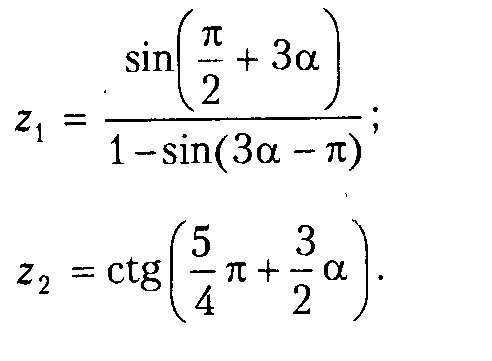 z₁ = sin(π/2 + 3α) / 1 − sin(3α − π) ;
z₂ = ctg(5/4 π + 3/2 α).